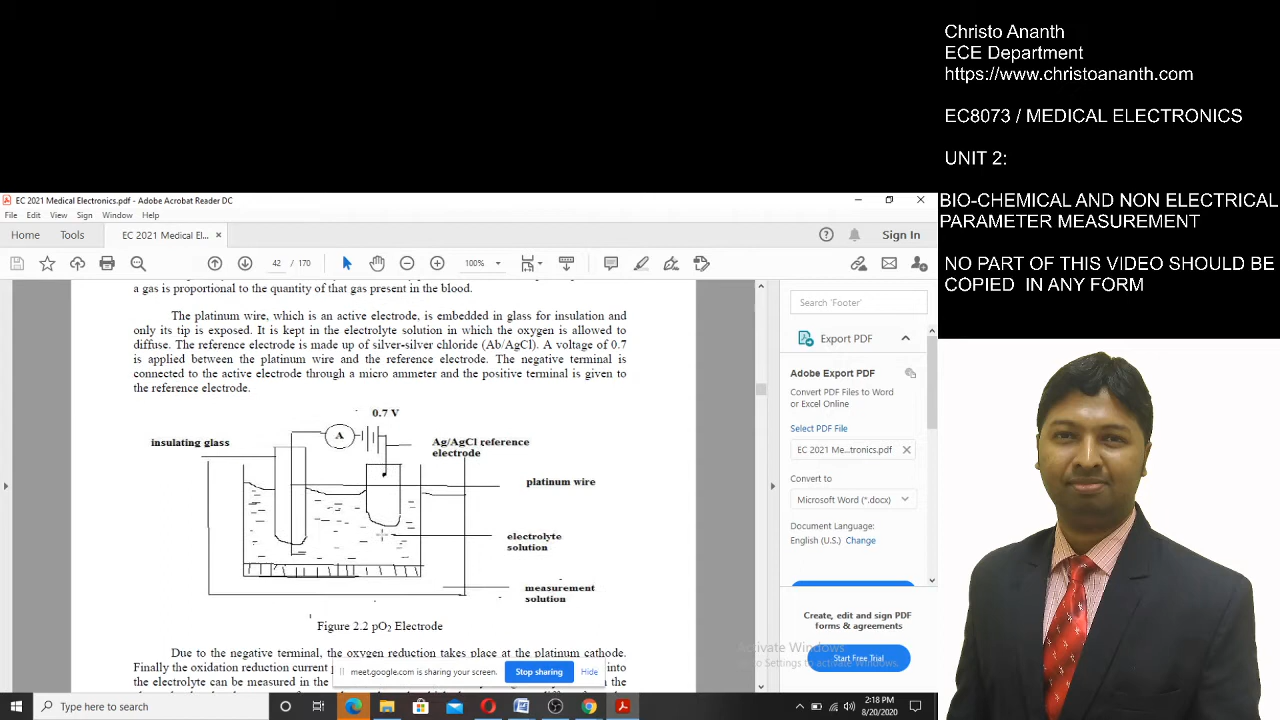 Christo Ananth
ECE Department
https://www.christoananth.com
EC8073 / MEDICAL ELECTRONICS
UNIT 2:
BIO-CHEMICAL AND NON ELECTRICAL
PARAMETER MEASUREMENT
NO PART OF THIS VIDEO SHOULD BE
COPIED IN ANY FORM
EC 2021 Medical Electronics.pdf - Adobe Acrobat Reader DC
File Edit View Sign Window Help
Home Tools EC 2021 Medical El... × Sign In
42 / 170 100%
a gas is proportional to the quantity of that gas present in the blood.
The platinum wire, which is an active electrode, is embedded in glass for insulation and
only its tip is exposed. It is kept in the electrolyte solution in which the oxygen is allowed to
diffuse. The reference electrode is made up of silver-silver chloride (Ab/AgCl). A voltage of 0.7
is applied between the platinum wire and the reference electrode. The negative terminal is
connected to the active electrode through a micro ammeter and the positive terminal is given to
the reference electrode.
0.7 V
A
insulating glass
Ag/AgCl reference
electrode
platinum wire
electrolyte
solution
measurement
solution
Figure 2.2 pO₂ Electrode
Due to the negative terminal, the oxygen reduction takes place at the platinum cathode.
Finally the oxidation reduction current into
the electrolyte can be measured in the the
meet.google.com is sharing your screen. Stop sharing Hide
Search 'Footer'
Export PDF
Adobe Export PDF
Convert PDF Files to Word
or Excel Online
Select PDF File
EC 2021 Me...tronics.pdf
Convert to
Microsoft Word (*.docx)
Document Language:
English (U.S.) Change
Create, edit and sign PDF
forms & agreements
Start Free Trial
Activate Windows
Go to Settings to activate Windows.
Type here to search
2:18 PM
8/20/2020